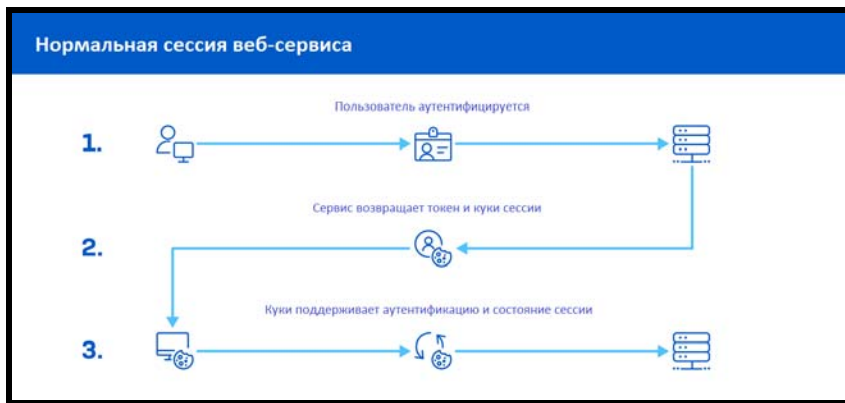 Нормальная сессия веб-сервиса
Пользователь аутентифицируется
1.
Сервис возвращает токен и куки сессии
2.
Куки поддерживает аутентификацию и состояние сессии
3.